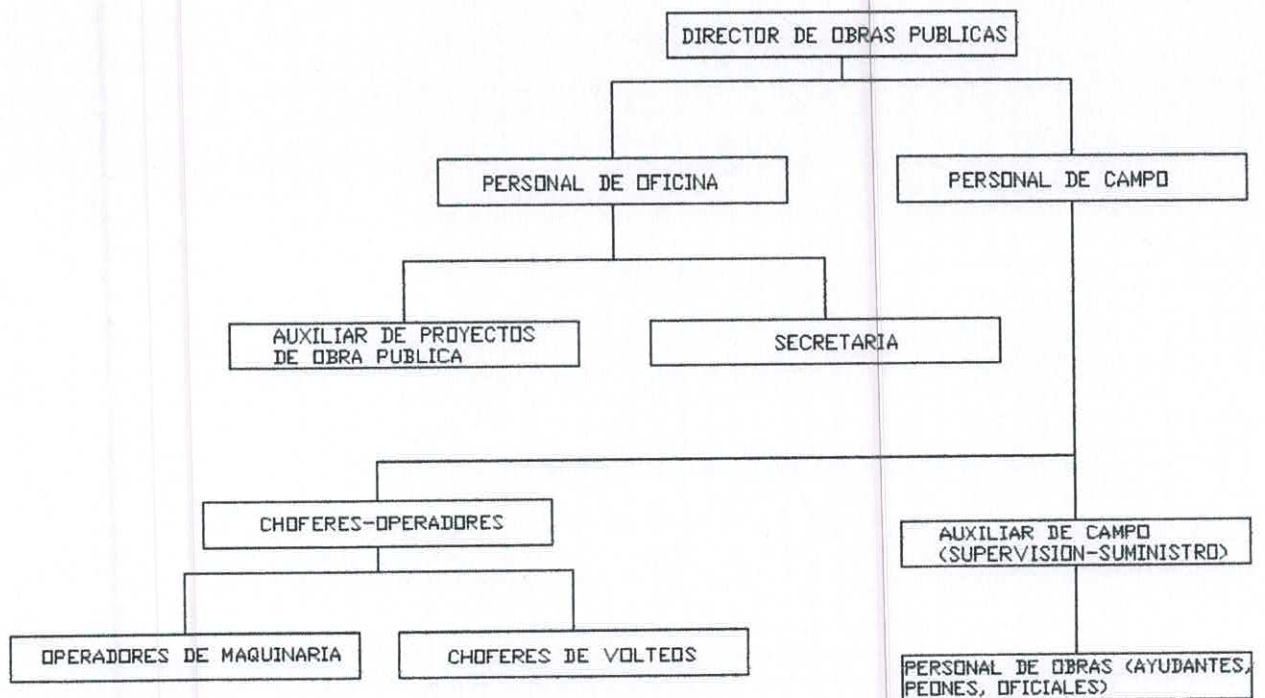 DIRECTOR DE OBRAS PUBLICAS
PERSONAL DE OFICINA
PERSONAL DE CAMPO
AUXILIAR DE PROYECTOS
DE OBRA PUBLICA
SECRETARIA
CHOFERES-OPERADORES
AUXILIAR DE CAMPO
(SUPERVISION-SUMINISTRO)
OPERADORES DE MAQUINARIA
CHOFERES DE VOLTEOS
PERSONAL DE OBRAS (AYUDANTES,
PEONES, OFICIALES)